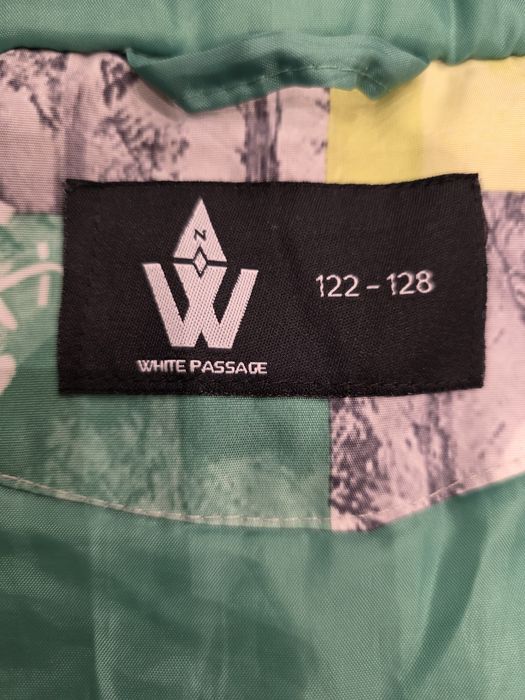 N
W
WHITE PASSAGE
122 - 128